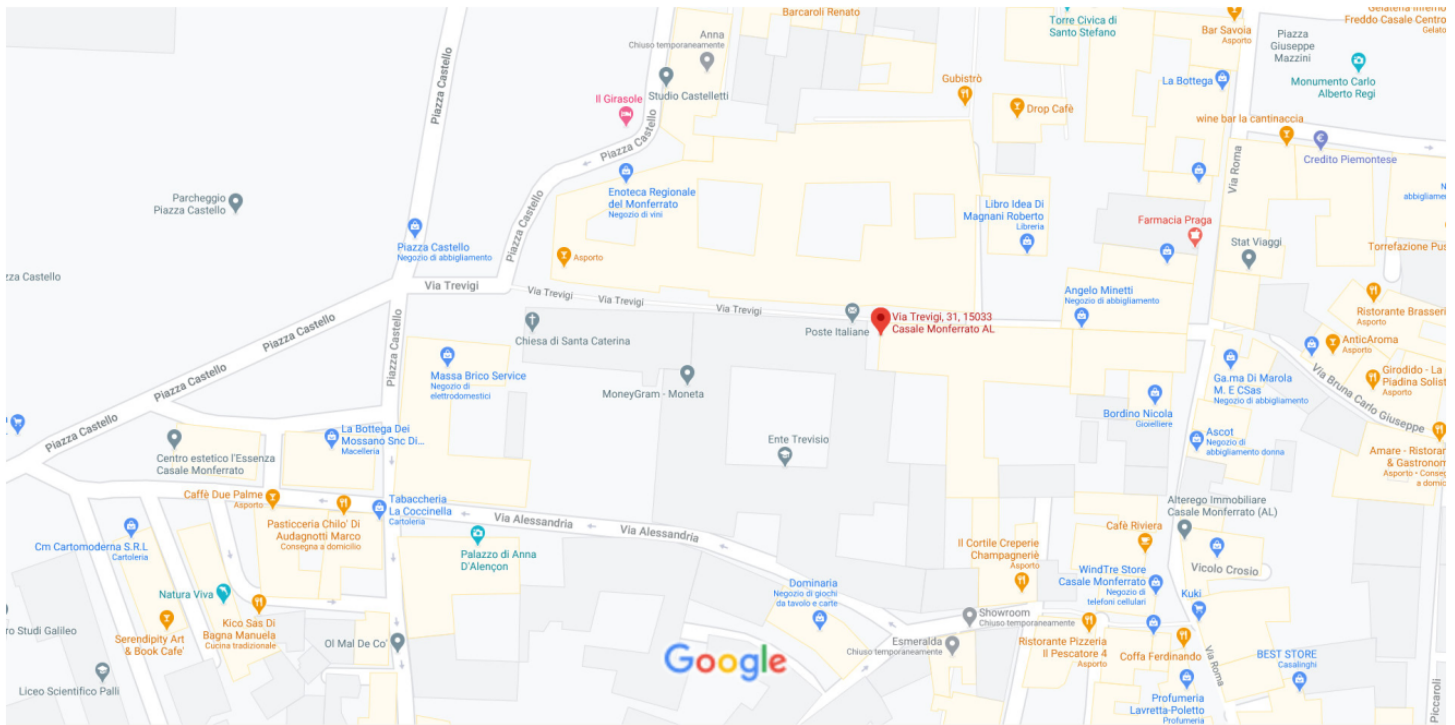 Barcaroli Renato
Torre Civica di
Santo Stefano
Bar Savoia
Asporto
Freddo Casale Centro
Piazza
Giuseppe
Mazzini
Monumento Carlo
Alberto Regi
Anna
Chiuso temporaneamente
Studio Castelletti
Gubistrò
La Bottega
Il Girasole
Drop Cafè
wine bar la cantinaccia
Credito Piemontese
Piazza Castello
Piazza Castello
Piazza Castello
Via Roma
Parcheggio
Piazza Castello
Enoteca Regionale
del Monferrato
Negozio di vini
Libro Idea Di
Magnani Roberto
Libreria
Farmacia Praga
Stat Viaggi
Piazza Castello
Negozio di abbigliamento
Asporto
Via Trevigi
Via Trevigi
Via Trevigi
Via Trevigi
Angelo Minetti
Negozio di abbigliamento
Poste Italiane
Via Trevigi, 31, 15033
Casale Monferrato AL
Asporto
Chiesa di Santa Caterina
AnticAroma
Asporto
Piazza Castello
Piazza Castello
Piazza Castello
Piazza Castello
Massa Brico Service
Negozio di
elettrodomestici
MoneyGram - Moneta
Ga.ma Di Marola
M. E CSas
Negozio di abbigliamento
Via Bruna Carlo Giuseppe
Girodido - La
Asporto
Bordino Nicola
Gioielliere
La Bottega Dei
Mossano Snc Di...
Macelleria
Ente Trevisio
Ascot
Negozio di
abbigliamento donna
Centro estetico l'Essenza
Casale Monferrato
Caffè Due Palme
Asporto
Tabaccheria
La Coccinella
Cartoleria
Pasticceria Chilo' Di
Audagnotti Marco
Consegna a domicilio
Via Alessandria
Via Alessandria
Alterego Immobiliare
Casale Monferrato (AL)
Cm Cartomoderna S.R.L
Cartoleria
Palazzo di Anna
D'Alençon
Il Cortile Creperie
Champagneriè
Asporto
Cafè Riviera
Vicolo Crosio
WindTre Store
Casale Monferrato
Negozio di
telefoni cellulari
Dominaria
Negozio di giochi
da tavolo e carte
Kuki
Natura Viva
Kico Sas Di
Bagna Manuela
Cucina tradizionale
Showroom
Chiuso temporaneamente
Serendipity Art
& Book Cafe'
Ol Mal De Co'
Esmeralda
Chiuso temporaneamente
Ristorante Pizzeria
Il Pescatore 4
Asporto
Coffa Ferdinando
Via Roma
BEST STORE
Casalinghi
Google
Liceo Scientifico Palli
Profumeria
Lavretta-Poletto
Profumeria
Piccaroli